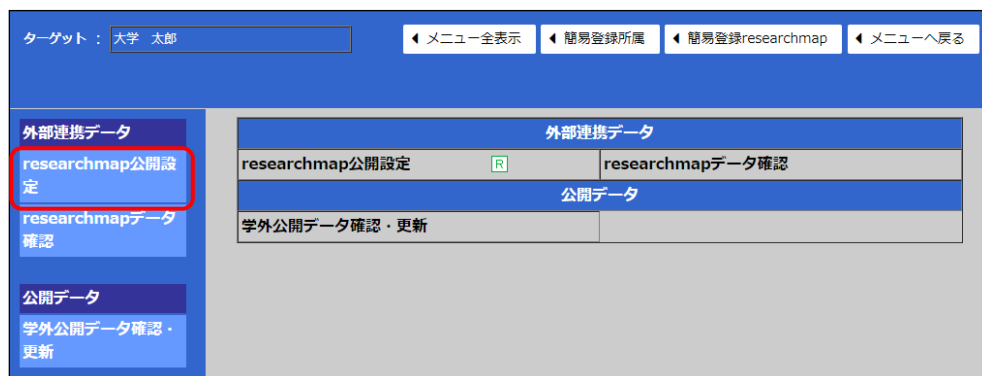 ターゲット : 大学 太郎
◀ メニュー全表示 ◀ 簡易登録所属 ◀ 簡易登録researchmap ◀ メニューへ戻る
外部連携データ
researchmap公開設
定
researchmapデータ
確認
公開データ
学外公開データ確認・
更新
外部連携データ
researchmap公開設定 R researchmapデータ確認
公開データ
学外公開データ確認・更新